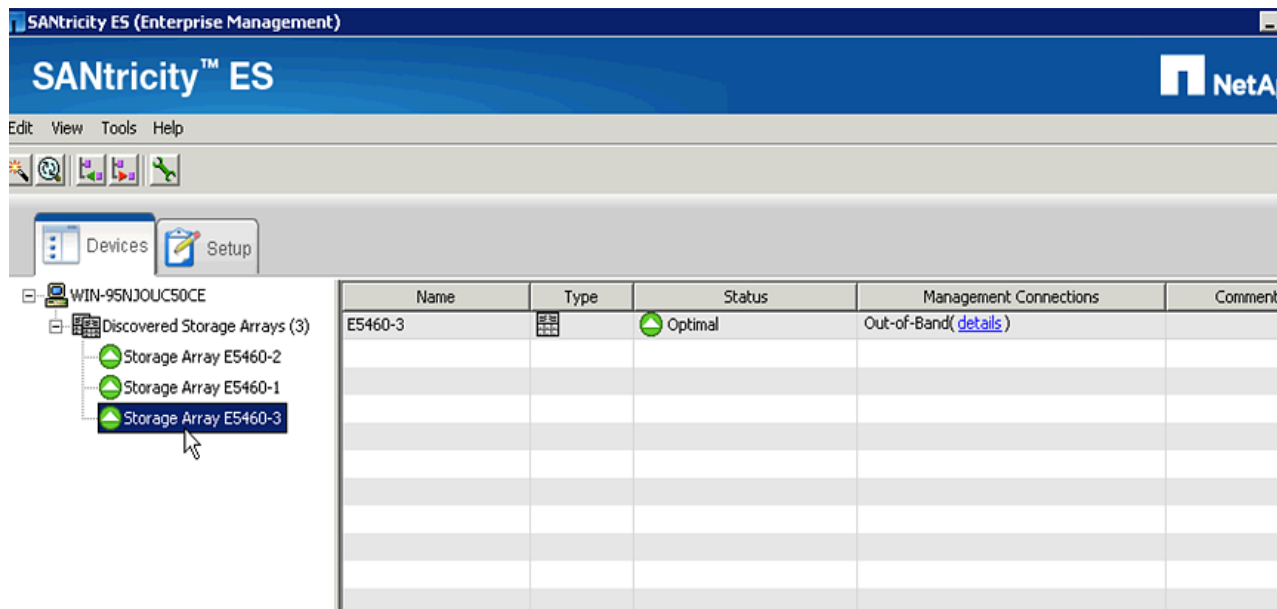 SANtricity ES (Enterprise Management)
SANtricity™ ES
NetAp
Edit View Tools Help
Devices Setup
WIN-95NJOUC50CE
Discovered Storage Arrays (3)
Storage Array E5460-2
Storage Array E5460-1
Storage Array E5460-3
Name Type Status Management Connections Comment
E5460-3 Optimal Out-of-Band(details)